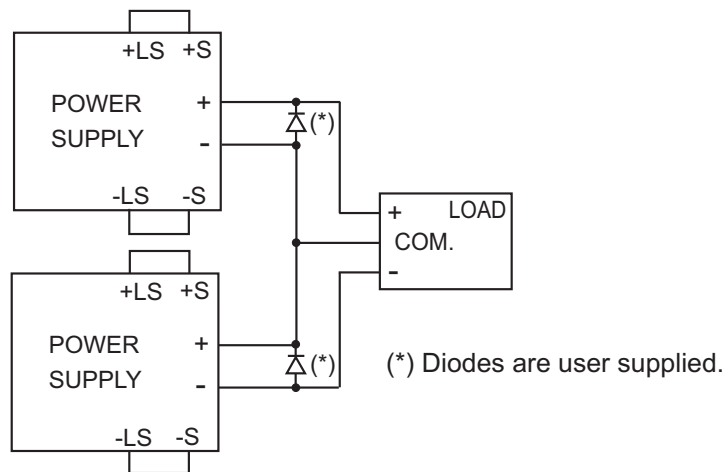 +LS +S
POWER
SUPPLY
+
-
(*)
-LS -S
+ LOAD
COM.
-
+LS +S
POWER
SUPPLY
+
-
(*)
-LS -S
(*) Diodes are user supplied.